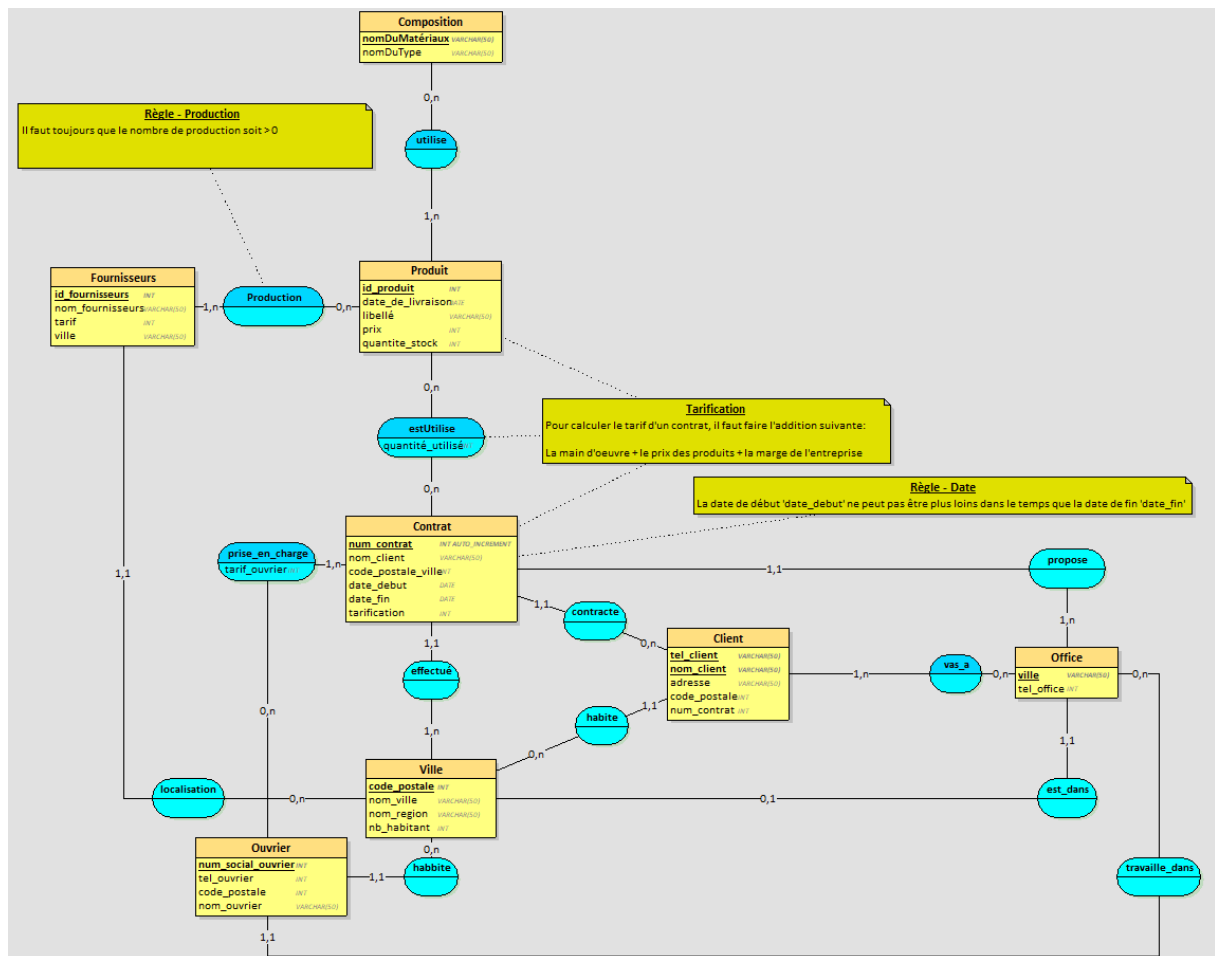 Composition
nomDuMatériaux VARCHAR(50)
nomDuType VARCHAR(50)
0,n
Règle - Production
Il faut toujours que le nombre de production soit > 0
utilise
1,n
Fournisseurs
id_fournisseurs INT
nom_fournisseurs VARCHAR(50)
tarif INT
ville VARCHAR(50)
1,n
Production
0,n
Produit
id_produit INT
date_de_livraison DATE
libellé VARCHAR(50)
prix INT
quantite_stock INT
0,n
estUtilise
quantité_utilisé
Tarification
Pour calculer le tarif d'un contrat, il faut faire l'addition suivante:
La main d'oeuvre + le prix des produits + la marge de l'entreprise
0,n
Règle - Date
La date de début 'date_debut' ne peut pas être plus loins dans le temps que la date de fin 'date_fin'
Contrat
num_contrat INT AUTO_INCREMENT
nom_client VARCHAR(50)
code_postale_ville INT
date_debut DATE
date_fin DATE
tarification INT
prise_en_charge
tarif_ouvrier INT
1,n
1,1
1,1
propose
1,n
1,1
contracte
0,n
Client
tel_client VARCHAR(50)
nom_client VARCHAR(50)
adresse VARCHAR(50)
code_postale INT
num_contrat INT
1,n
vas_a
0,n
Office
ville VARCHAR(50)
tel_office INT
0,n
1,1
effectué
1,n
habite
1,1
0,n
0,n
1,1
Ville
code_postale INT
nom_ville VARCHAR(50)
nom_region VARCHAR(50)
nb_habitant INT
localisation
0,n
0,1
est_dans
0,n
habbite
1,1
Ouvrier
num_social_ouvrier INT
tel_ouvrier INT
code_postale INT
nom_ouvrier VARCHAR(50)
travaille_dans
1,1